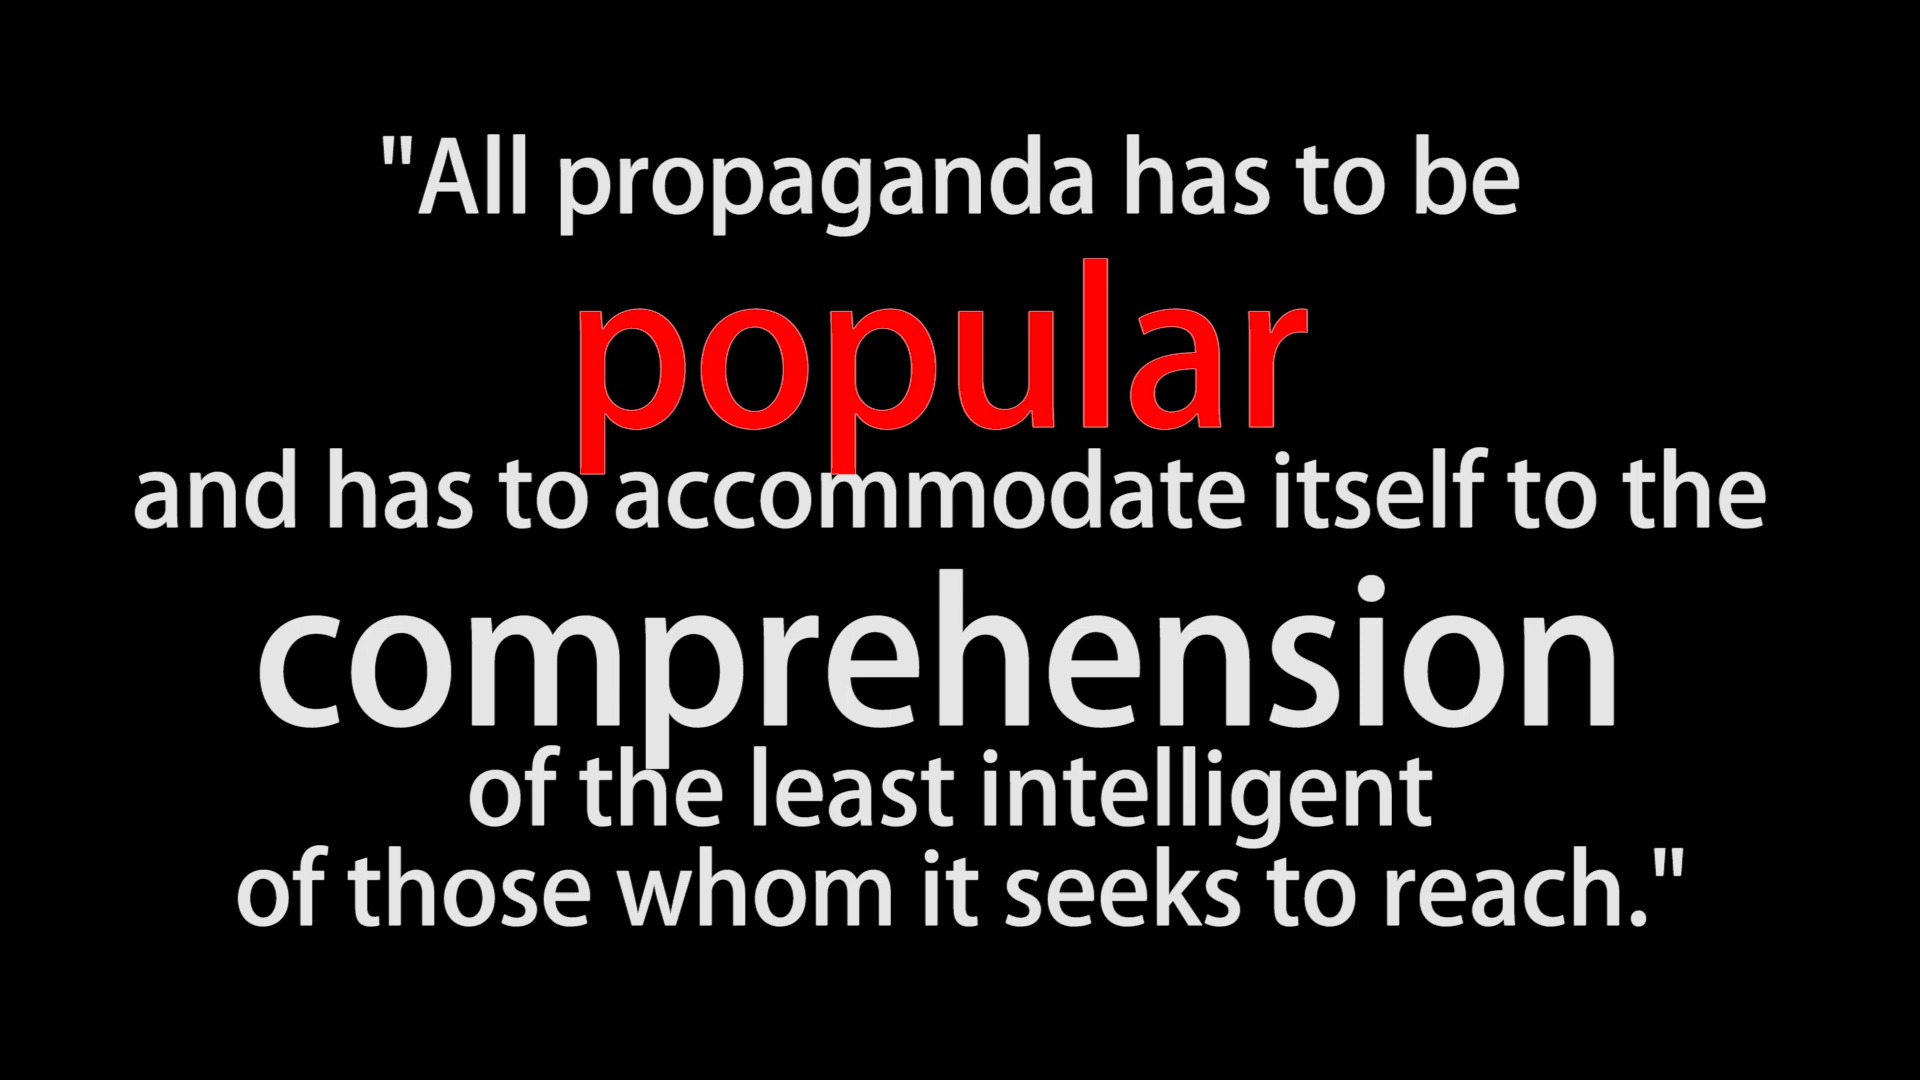 "All propaganda has to be
popular
and has to accommodate itself to the
comprehension
of the least intelligent
of those whom it seeks to reach."